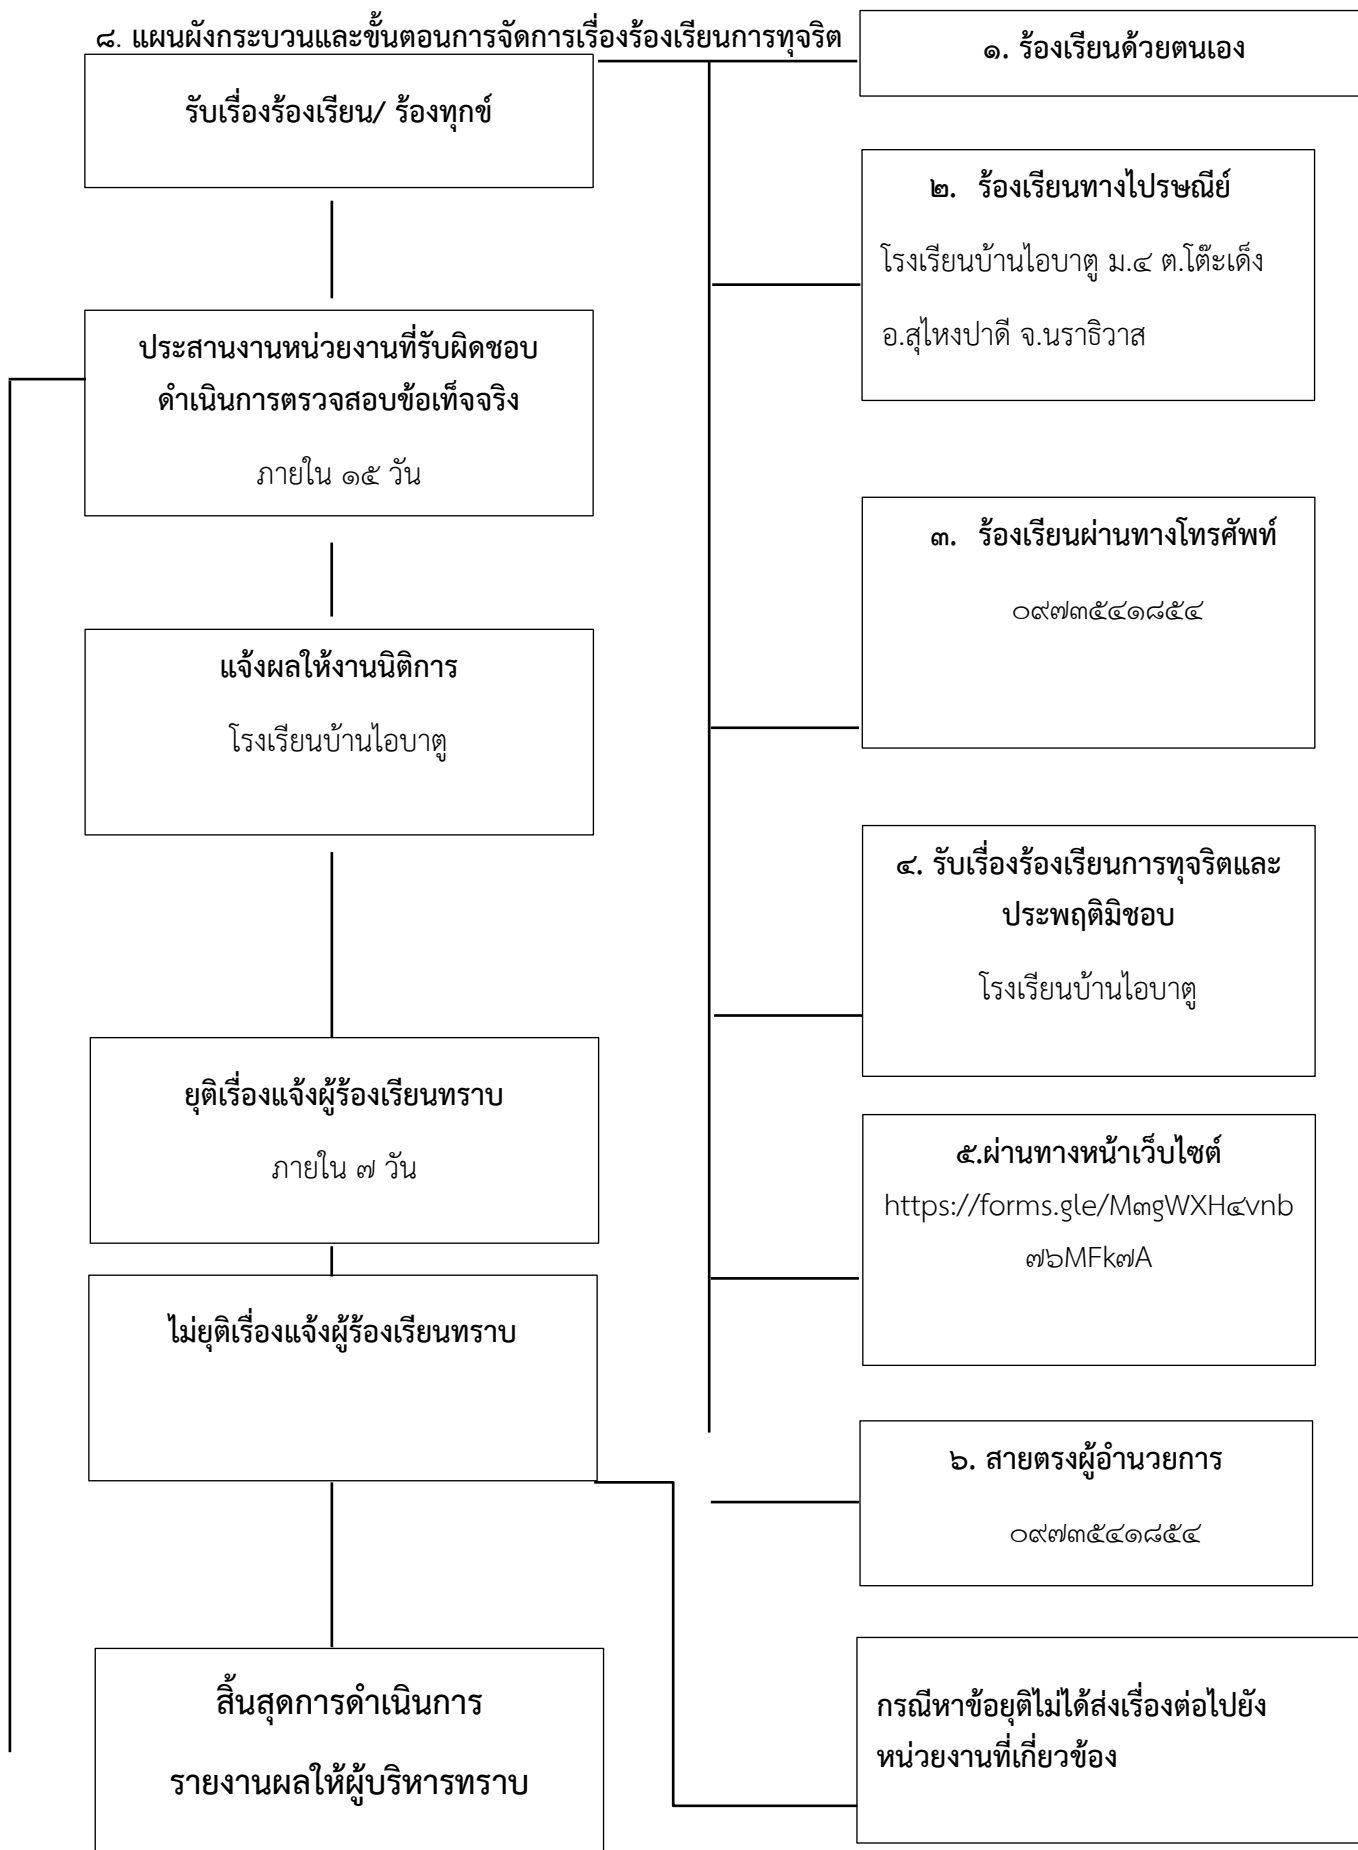 ๘. แผนผังกระบวนและขั้นตอนการจัดการเรื่องร้องเรียนการทุจริต
รับเรื่องร้องเรียน/ ร้องทุกข์
ประสานงานหน่วยงานที่รับผิดชอบ
ดำเนินการตรวจสอบข้อเท็จจริง
ภายใน ๑๕ วัน
แจ้งผลให้งานนิติการ
โรงเรียนบ้านไอบาตู
ยุติเรื่องแจ้งผู้ร้องเรียนทราบ
ภายใน ๗ วัน
ไม่ยุติเรื่องแจ้งผู้ร้องเรียนทราบ
สิ้นสุดการดำเนินการ
รายงานผลให้ผู้บริหารทราบ
๑. ร้องเรียนด้วยตนเอง
๒. ร้องเรียนทางไปรษณีย์
โรงเรียนบ้านไอบาตู ม.๔ ต.โต๊ะเด็ง
อ.สุไหงปาดี จ.นราธิวาส
๓. ร้องเรียนผ่านทางโทรศัพท์
๐๙๗๓๕๔๑๘๕๔
๔. รับเรื่องร้องเรียนการทุจริตและ
ประพฤติมิชอบ
โรงเรียนบ้านไอบาตู
๕.ผ่านทางหน้าเว็บไซต์
https://forms.gle/M๓gWXH๔vnb
๗๖MFk๗A
๖. สายตรงผู้อำนวยการ
๐๙๗๓๕๔๑๘๕๔
กรณีหาข้อยุติไม่ได้ส่งเรื่องต่อไปยัง
หน่วยงานที่เกี่ยวข้อง